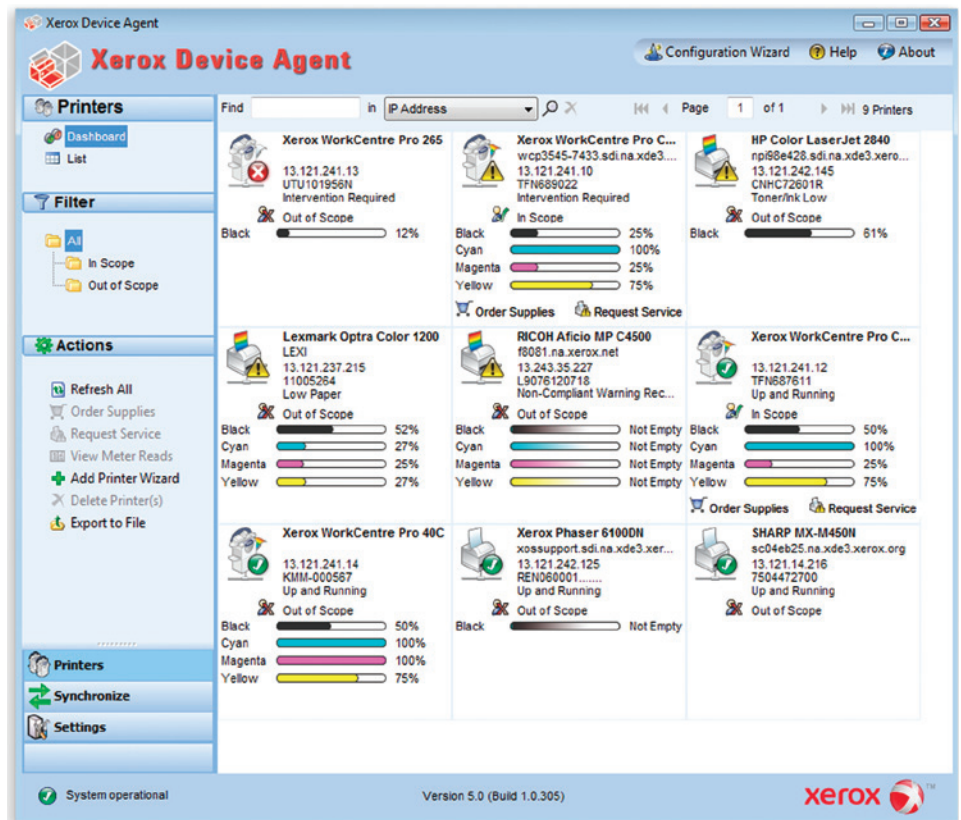 Xerox Device Agent
Xerox Device Agent
Configuration Wizard Help About
Printers
Dashboard
List
Filter
All
In Scope
Out of Scope
Actions
Refresh All
Order Supplies
Request Service
View Meter Reads
Add Printer Wizard
Delete Printer(s)
Export to File
Printers
Synchronize
Settings
Find in IP Address Page 1 of 1 9 Printers
Xerox WorkCentre Pro 265
13.121.241.13
UTU101956N
Intervention Required
Out of Scope
Black 12%
Xerox WorkCentre Pro C...
wcp3545-7433.sdi.na.xde3....
13.121.241.10
TFN689022
Intervention Required
In Scope
Black 25%
Cyan 100%
Magenta 25%
Yellow 75%
Order Supplies Request Service
HP Color LaserJet 2840
npi98e428.sdi.na.xde3.xero...
13.121.242.145
CNHC72601R
Toner/Ink Low
Out of Scope
Black 61%
Lexmark Optra Color 1200
LEXI
13.121.237.215
11005264
Low Paper
Out of Scope
Black 52%
Cyan 27%
Magenta 25%
Yellow 27%
RICOH Aficio MP C4500
f8081.na.xerox.net
13.243.35.227
L9076120718
Non-Compliant Warning Rec...
Out of Scope
Black Not Empty
Cyan Not Empty
Magenta Not Empty
Yellow Not Empty
Xerox WorkCentre Pro C...
13.121.241.12
TFN687611
Up and Running
In Scope
Black 50%
Cyan 100%
Magenta 25%
Yellow 75%
Order Supplies Request Service
Xerox WorkCentre Pro 40C
13.121.241.14
KMM-000567
Up and Running
Out of Scope
Black 50%
Cyan 100%
Magenta 100%
Yellow 75%
Xerox Phaser 6100DN
xossupport.sdi.na.xde3.xer...
13.121.242.125
REN060001.......
Up and Running
Out of Scope
Black Not Empty
SHARP MX-M450N
sc04eb25.na.xde3.xerox.org
13.121.14.216
7504472700
Up and Running
Out of Scope
System operational
Version 5.0 (Build 1.0.305)
xerox TM